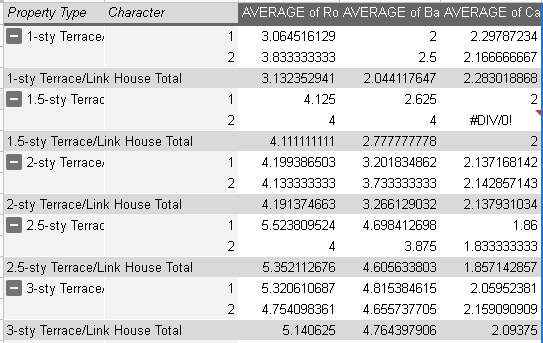 Property Type Character AVERAGE of Ro AVERAGE of Ba AVERAGE of Ca
1-sty Terrace/ 1 3.064516129 2 2.29787234
2 3.833333333 2.5 2.166666667
1-sty Terrace/Link House Total 3.132352941 2.044117647 2.283018868
1.5-sty Terrac 1 4.125 2.625 2
2 4 4 #DIV/0!
1.5-sty Terrace/Link House Total 4.111111111 2.777777778 2
2-sty Terrace/ 1 4.199386503 3.201834862 2.137168142
2 4.133333333 3.733333333 2.142857143
2-sty Terrace/Link House Total 4.191374663 3.266129032 2.137931034
2.5-sty Terrac 1 5.523809524 4.698412698 1.86
2 4 3.875 1.833333333
2.5-sty Terrace/Link House Total 5.352112676 4.605633803 1.857142857
3-sty Terrace/ 1 5.320610687 4.815384615 2.05952381
2 4.754098361 4.655737705 2.159090909
3-sty Terrace/Link House Total 5.140625 4.764397906 2.09375